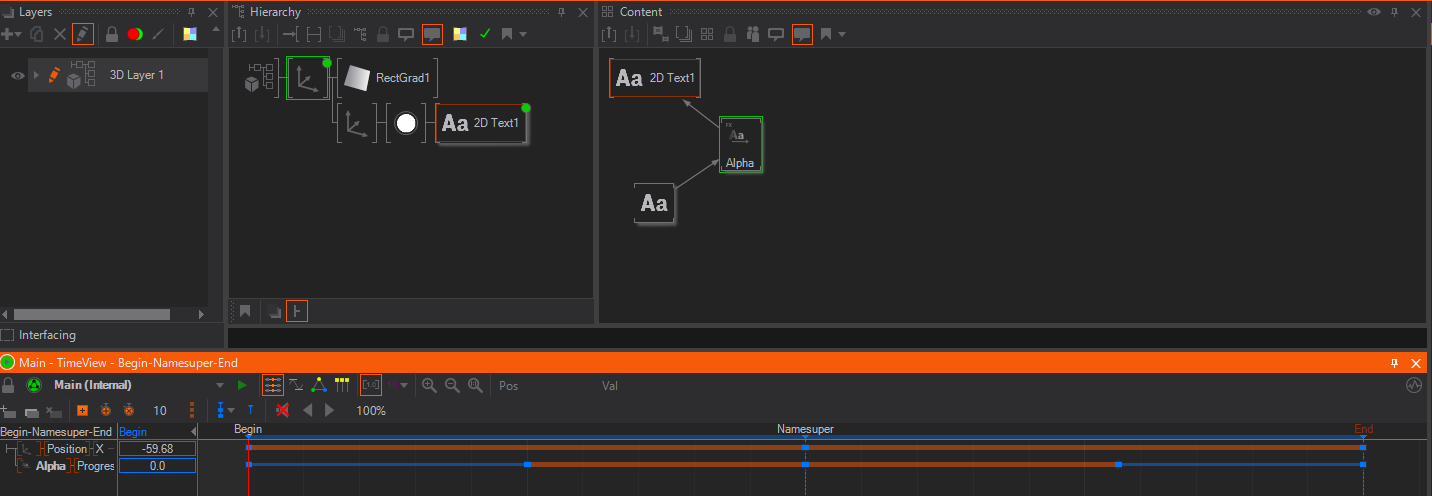 Layers
Hierarchy
Content
3D Layer 1
RectGrad1
Aa 2D Text1
Aa 2D Text1
FX
Aa
Alpha
Aa
Interfacing
Main - TimeView - Begin-Namesuper-End
Main (Internal)
Pos
Val
10
100%
Begin-Namesuper-End
Begin
Begin
Namesuper
End
Position X
-59.68
Alpha Progres
0.0